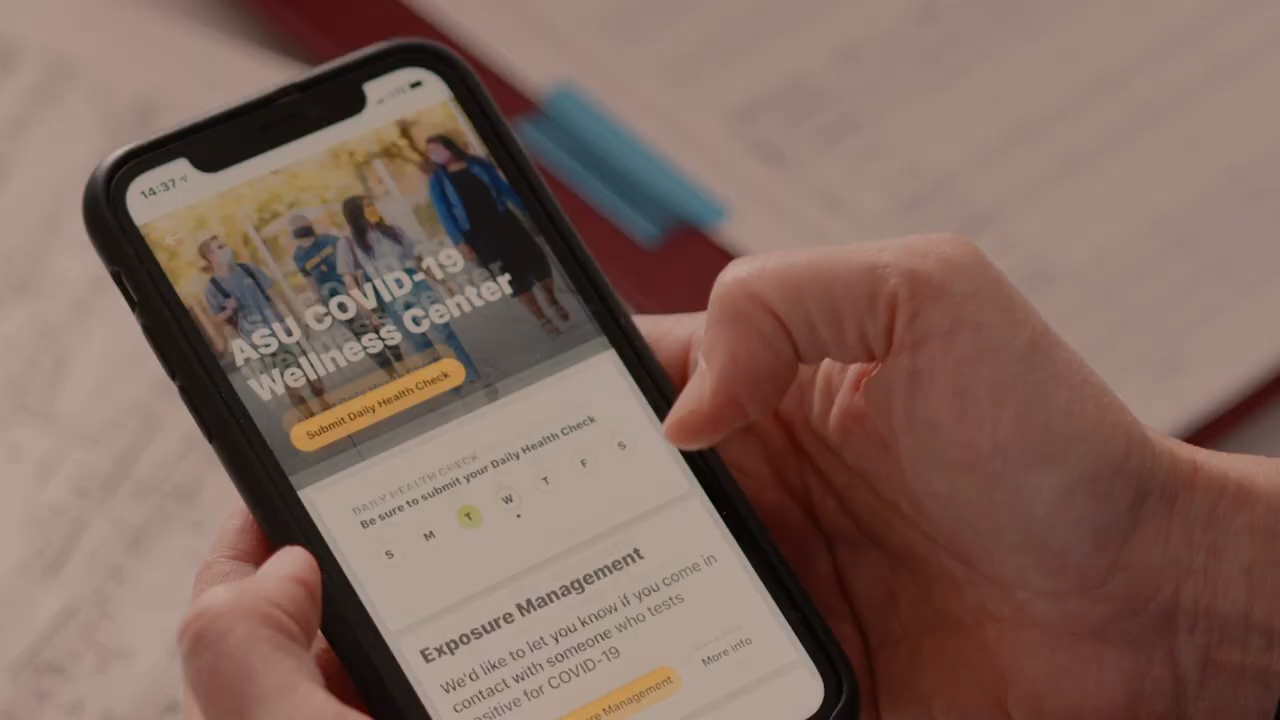 14:37
ASU COVID-19
Wellness Center
Submit Daily Health Check
DAILY HEALTH CHECK
Be sure to submit your Daily Health Check
S M T W T F S
Exposure Management
We'd like to let you know if you come in
contact with someone who tests
positive for COVID-19
Management
More info